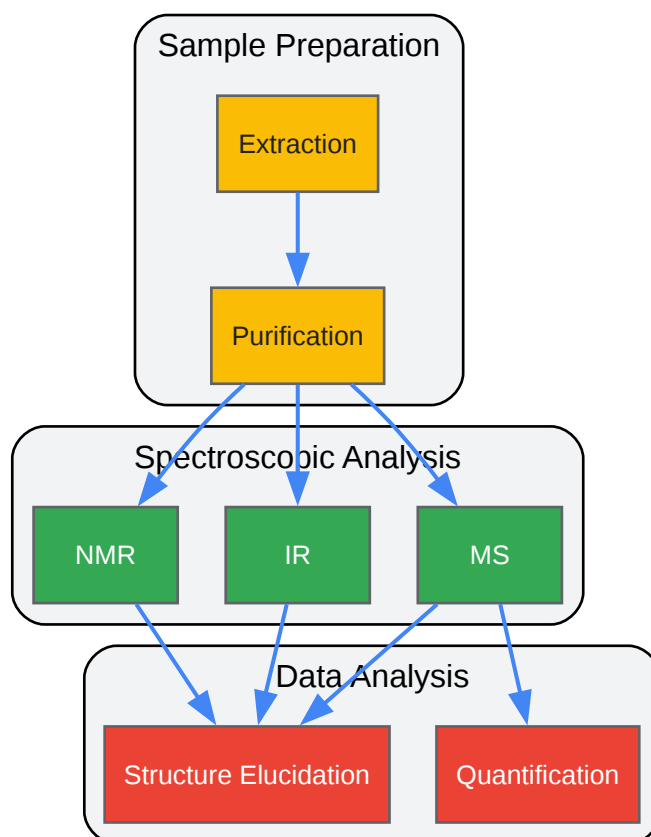 Sample Preparation
Extraction
Purification
Spectroscopic Analysis
NMR
IR
MS
Data Analysis
Structure Elucidation
Quantification